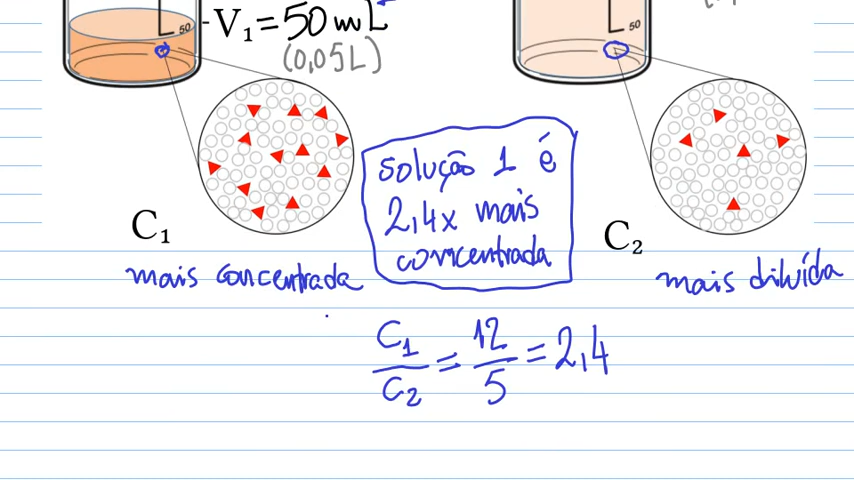 50
V₁ = 50 mL
(0,05L)
50
solução 1 é
2,4x mais
concentrada
C₁
C₂
mais concentrada
mais diluída
C₁/C₂ = 12/5 = 2,4